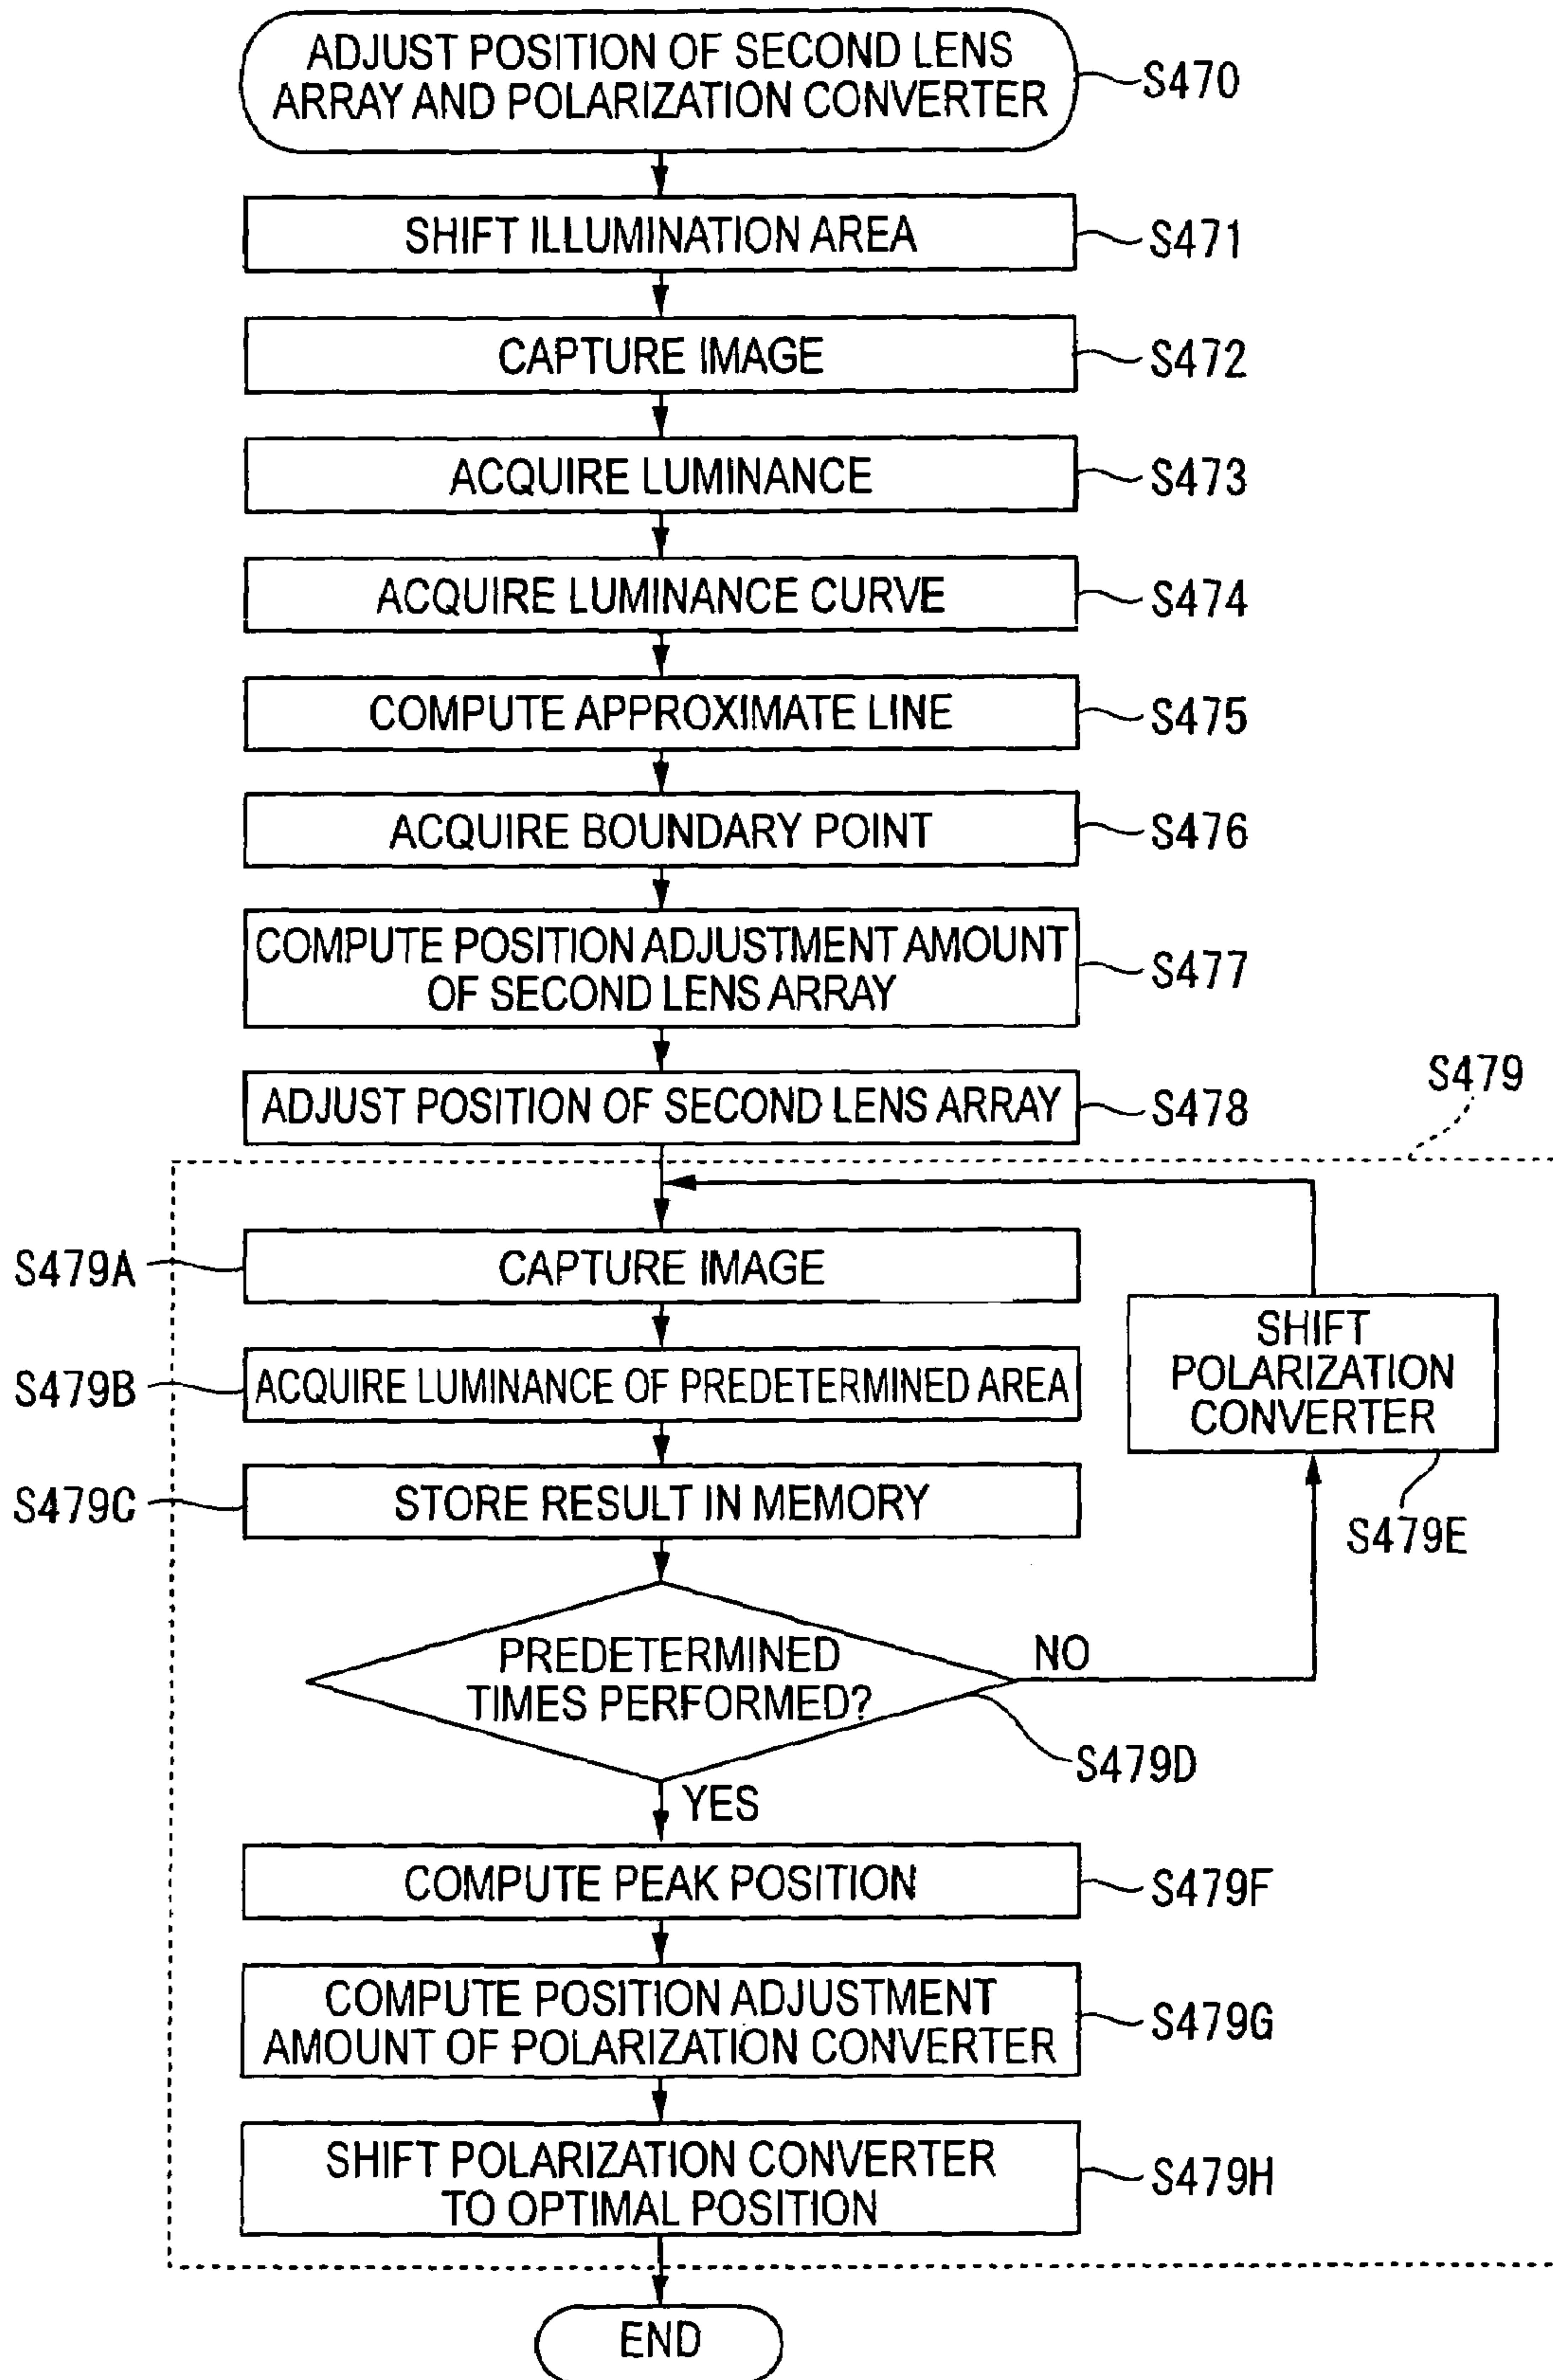 ADJUST POSITION OF SECOND LENS
ARRAY AND POLARIZATION CONVERTER
S470
SHIFT ILLUMINATION AREA
S471
CAPTURE IMAGE
S472
ACQUIRE LUMINANCE
S473
ACQUIRE LUMINANCE CURVE
S474
COMPUTE APPROXIMATE LINE
S475
ACQUIRE BOUNDARY POINT
S476
COMPUTE POSITION ADJUSTMENT AMOUNT
OF SECOND LENS ARRAY
S477
ADJUST POSITION OF SECOND LENS ARRAY
S478
S479
S479A
CAPTURE IMAGE
S479B
ACQUIRE LUMINANCE OF PREDETERMINED AREA
S479C
STORE RESULT IN MEMORY
SHIFT
POLARIZATION
CONVERTER
S479E
PREDETERMINED
TIMES PERFORMED?
NO
S479D
YES
COMPUTE PEAK POSITION
S479F
COMPUTE POSITION ADJUSTMENT
AMOUNT OF POLARIZATION CONVERTER
S479G
SHIFT POLARIZATION CONVERTER
TO OPTIMAL POSITION
S479H
END